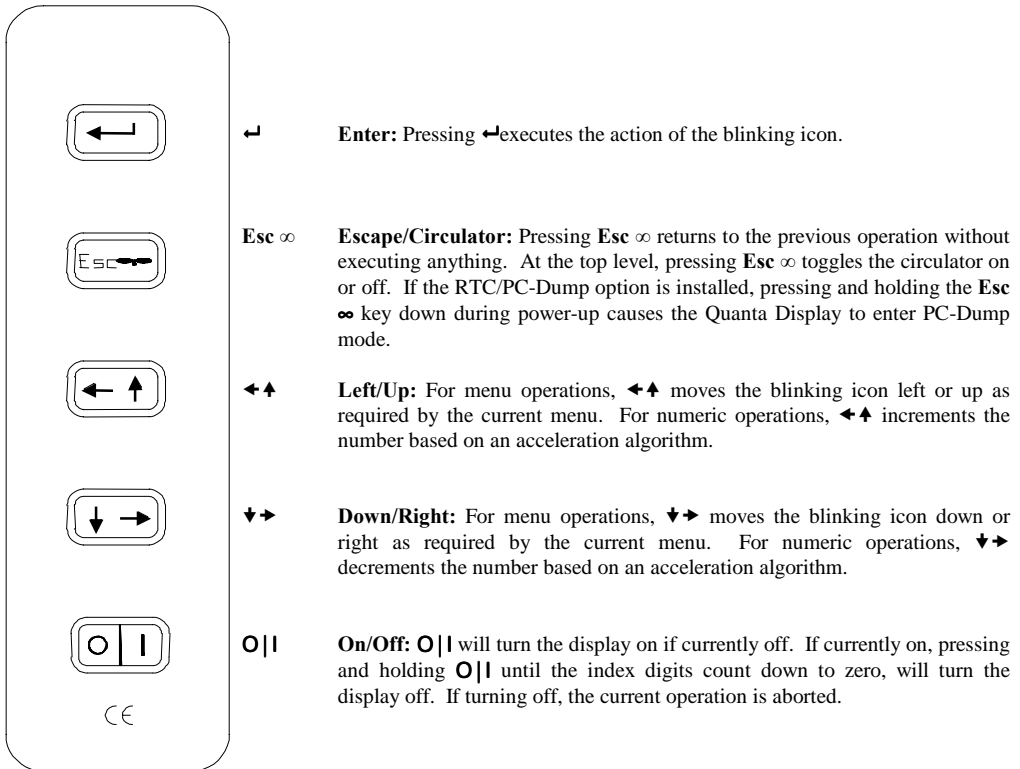 ↵ Enter: Pressing ↵executes the action of the blinking icon.
Esc∞
Esc ∞ Escape/Circulator: Pressing Esc ∞ returns to the previous operation without
executing anything. At the top level, pressing Esc ∞ toggles the circulator on
or off. If the RTC/PC-Dump option is installed, pressing and holding the Esc
∞ key down during power-up causes the Quanta Display to enter PC-Dump
mode.
← ↑
←↑ Left/Up: For menu operations, ←↑ moves the blinking icon left or up as
required by the current menu. For numeric operations, ←↑ increments the
number based on an acceleration algorithm.
↓ →
↓→ Down/Right: For menu operations, ↓→ moves the blinking icon down or
right as required by the current menu. For numeric operations, ↓→
decrements the number based on an acceleration algorithm.
O | I
O|I On/Off: O|I will turn the display on if currently off. If currently on, pressing
and holding O|I until the index digits count down to zero, will turn the
display off. If turning off, the current operation is aborted.
CE